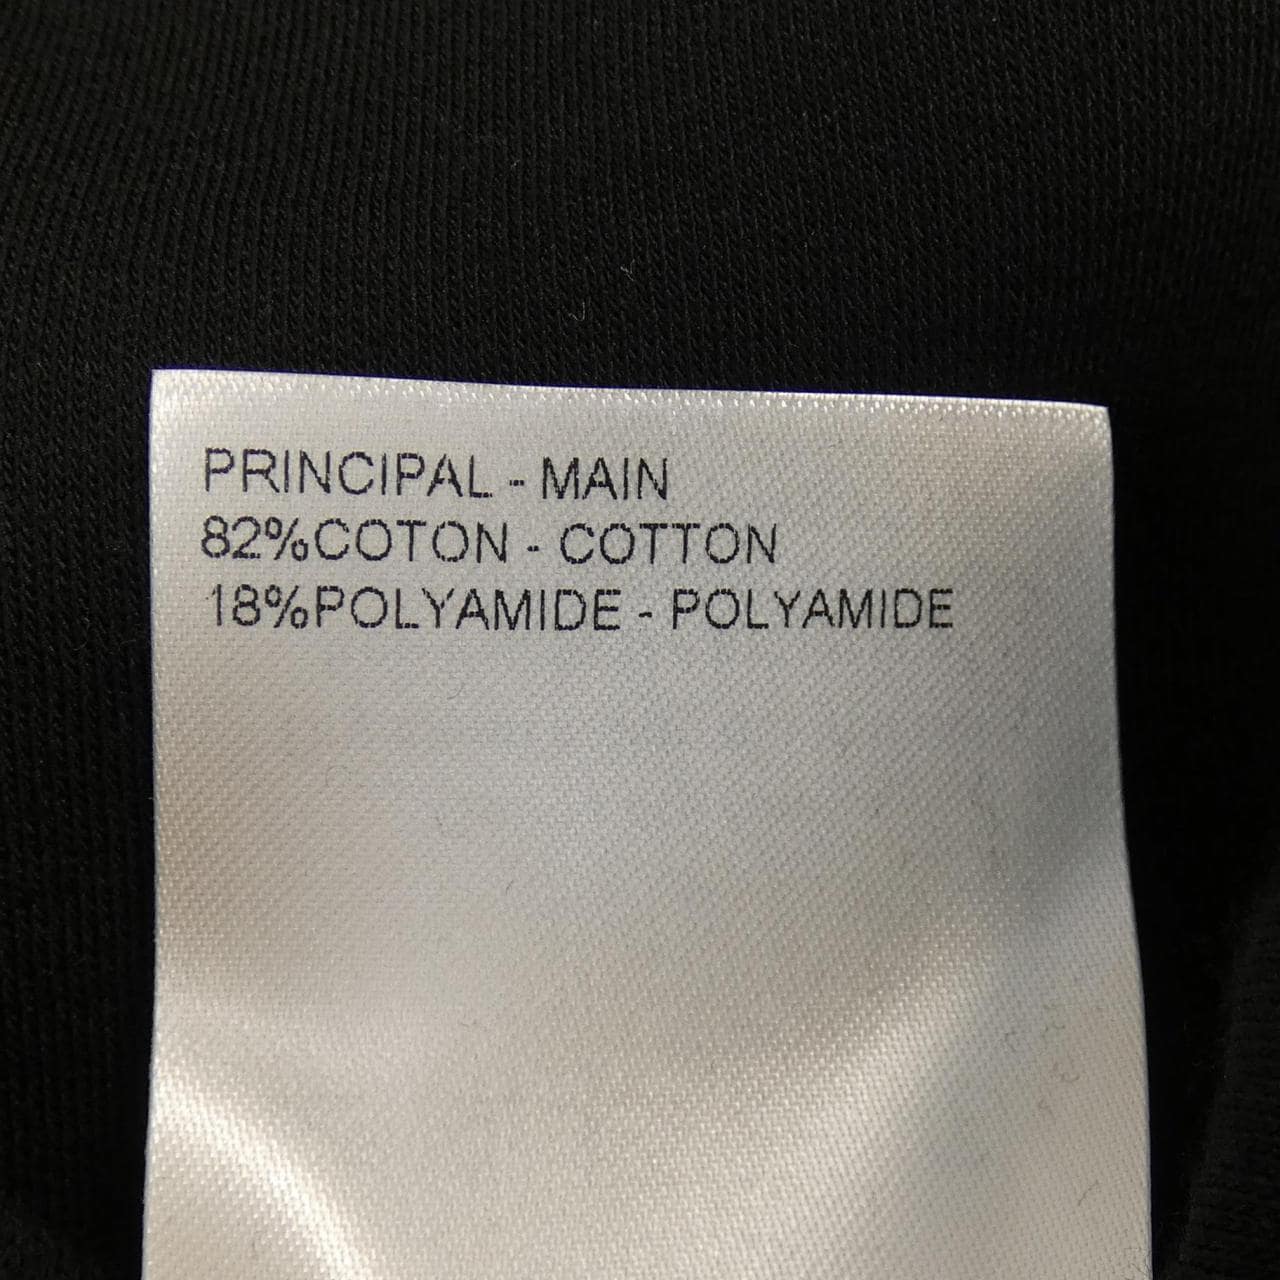 PRINCIPAL - MAIN
82%COTON - COTTON
18%POLYAMIDE - POLYAMIDE